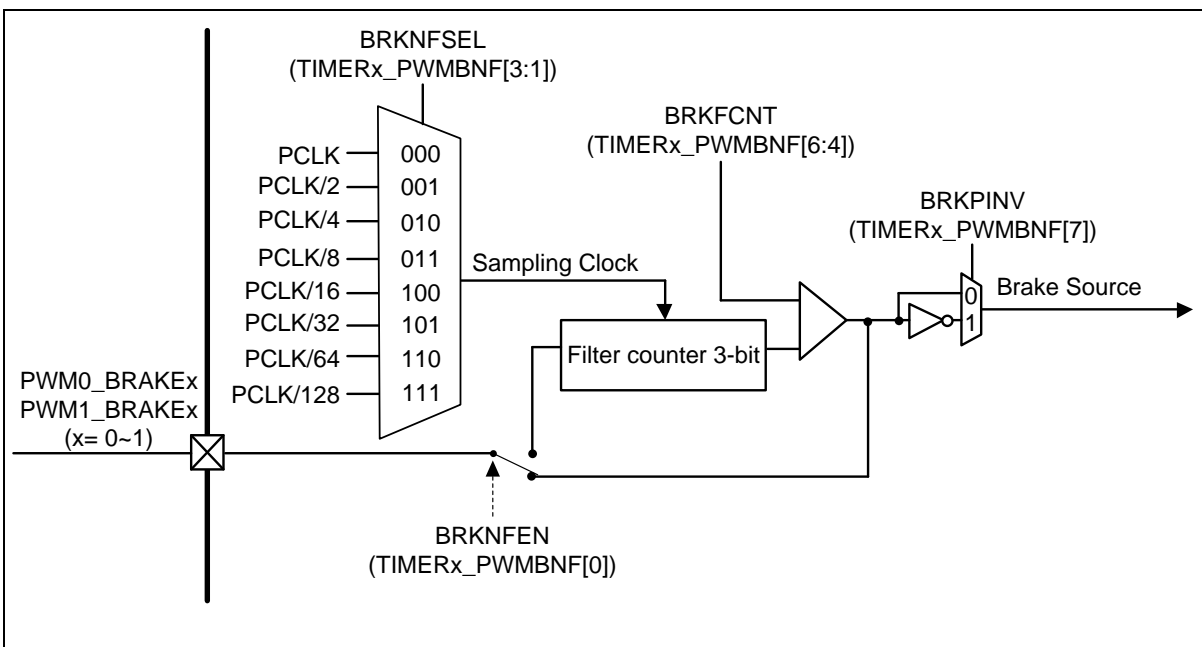 BRKNFSEL
(TIMERx_PWMBNF[3:1])
BRKFCNT
(TIMERx_PWMBNF[6:4])
BRKPINV
(TIMERx_PWMBNF[7])
PCLK
000
PCLK/2
001
PCLK/4
010
PCLK/8
011
PCLK/16
100
PCLK/32
101
PCLK/64
110
PCLK/128
111
Sampling Clock
Filter counter 3-bit
0
1
Brake Source
PWM0_BRAKEx
PWM1_BRAKEx
(x= 0~1)
BRKNFEN
(TIMERx_PWMBNF[0])